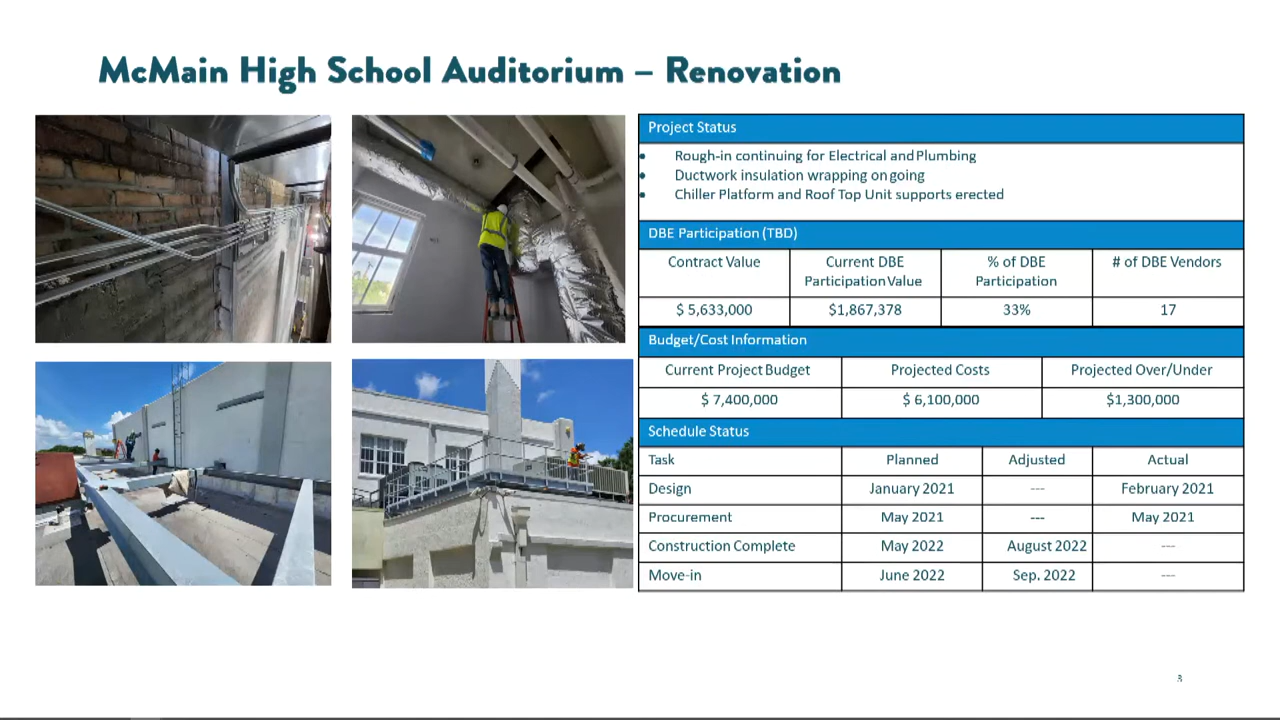 McMain High School Auditorium – Renovation
Project Status
• Rough-in continuing for Electrical and Plumbing
• Ductwork insulation wrapping on going
• Chiller Platform and Roof Top Unit supports erected
DBE Participation (TBD)
Contract Value Current DBE Participation Value % of DBE Participation # of DBE Vendors
$ 5,633,000 $1,867,378 33% 17
Budget/Cost Information
Current Project Budget Projected Costs Projected Over/Under
$ 7,400,000 $ 6,100,000 $1,300,000
Schedule Status
Task Planned Adjusted Actual
Design January 2021 --- February 2021
Procurement May 2021 --- May 2021
Construction Complete May 2022 August 2022 ---
Move-in June 2022 Sep. 2022 ---
3